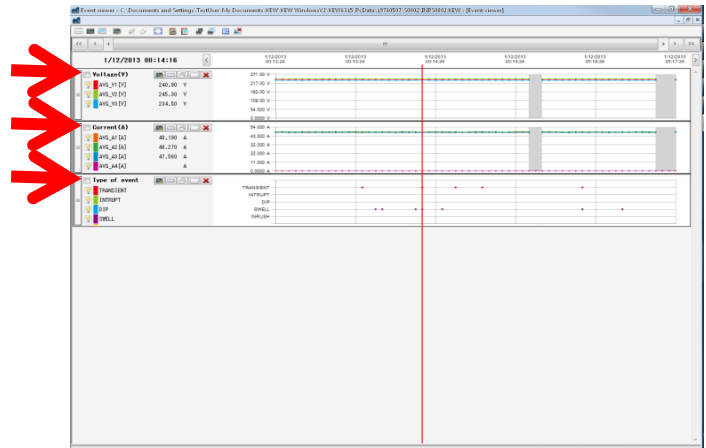 Event viewer - C:\Documents and Settings\TestUser\My Documents\KEW\KEW Windows\2\KEW6315\PsData\19780507\S0002\INPS0002.KEW - [Event viewer]
1/12/2013 00:14:16
1/12/2013 00:12:26
1/12/2013 00:13:26
1/12/2013 00:14:26
1/12/2013 00:15:26
1/12/2013 00:16:26
1/12/2013 00:17:26
Voltage(V)
AVG_V1[V] 240.90 V
AVG_V2[V] 245.30 V
AVG_V3[V] 234.50 V
271.00 V
217.00 V
163.00 V
108.00 V
54.000 V
0.0000 V
Current(A)
AVG_A1[A] 48.190 A
AVG_A2[A] 48.270 A
AVG_A3[A] 47.560 A
AVG_A4[A] A
54.000 A
43.000 A
32.000 A
22.000 A
11.000 A
0.0000 A
Type of event
TRANSIENT
INTRUPT
DIP
SWELL
TRANSIENT
INTRUPT
DIP
SWELL
INRUSH